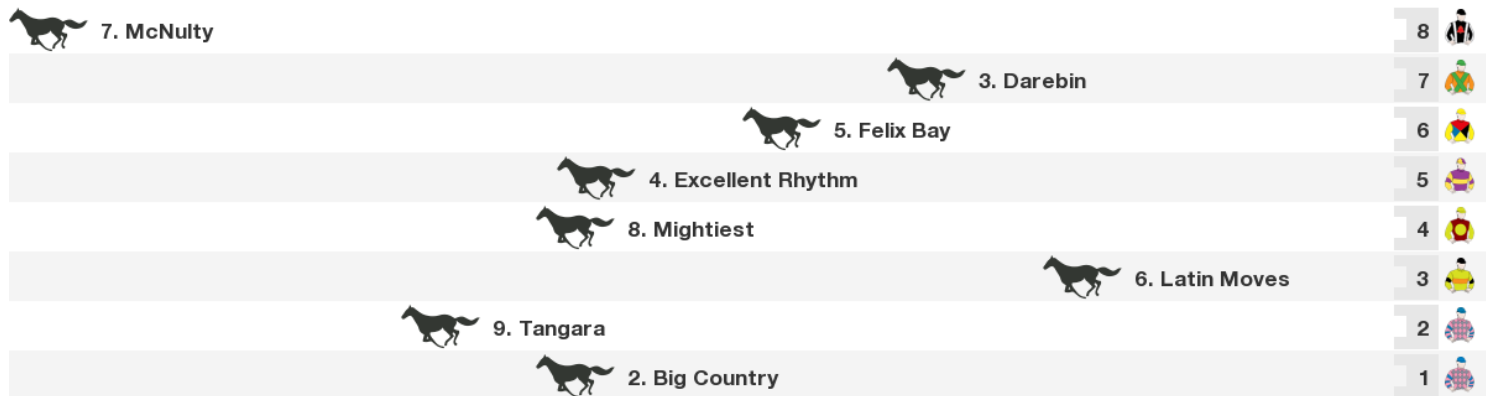 7. McNulty 8
3. Darebin 7
5. Felix Bay 6
4. Excellent Rhythm 5
8. Mightiest 4
6. Latin Moves 3
9. Tangara 2
2. Big Country 1